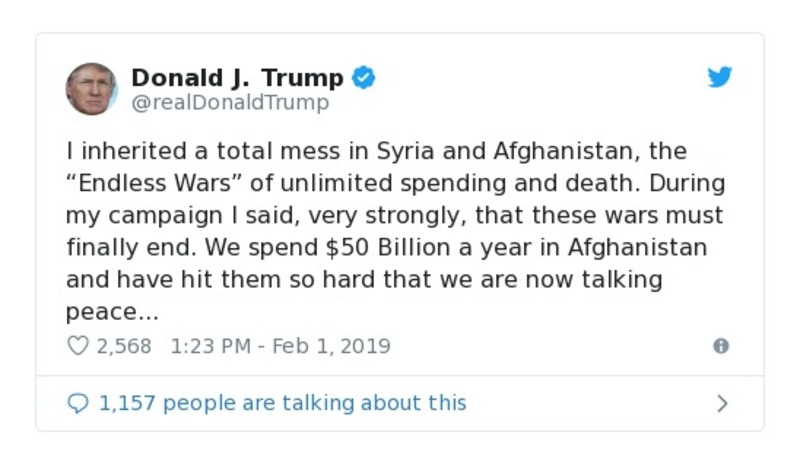 Donald J. Trump
@realDonaldTrump
I inherited a total mess in Syria and Afghanistan, the
“Endless Wars” of unlimited spending and death. During
my campaign I said, very strongly, that these wars must
finally end. We spend $50 Billion a year in Afghanistan
and have hit them so hard that we are now talking
peace...
2,568 1:23 PM - Feb 1, 2019
1,157 people are talking about this